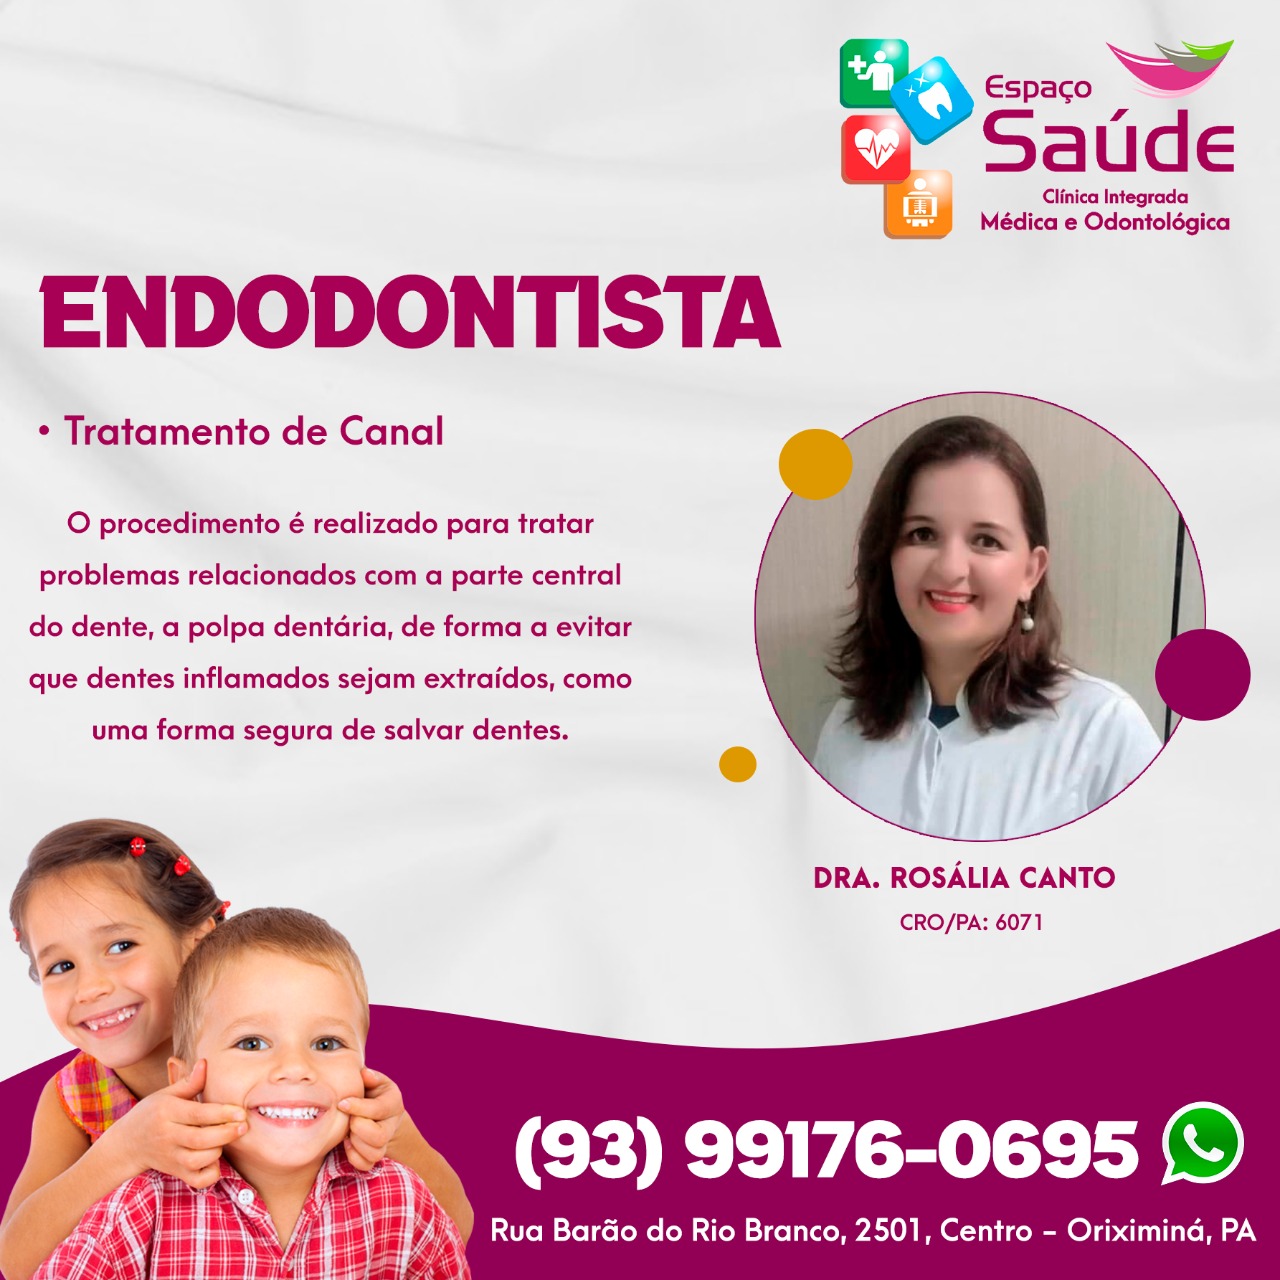 Espaço
Saúde
Clínica Integrada
Médica e Odontológica
ENDODONTISTA
• Tratamento de Canal
O procedimento é realizado para tratar
problemas relacionados com a parte central
do dente, a polpa dentária, de forma a evitar
que dentes inflamados sejam extraídos, como
uma forma segura de salvar dentes.
DRA. ROSÁLIA CANTO
CRO/PA: 6071
(93) 99176-0695
Rua Barão do Rio Branco, 2501, Centro - Oriximiná, PA